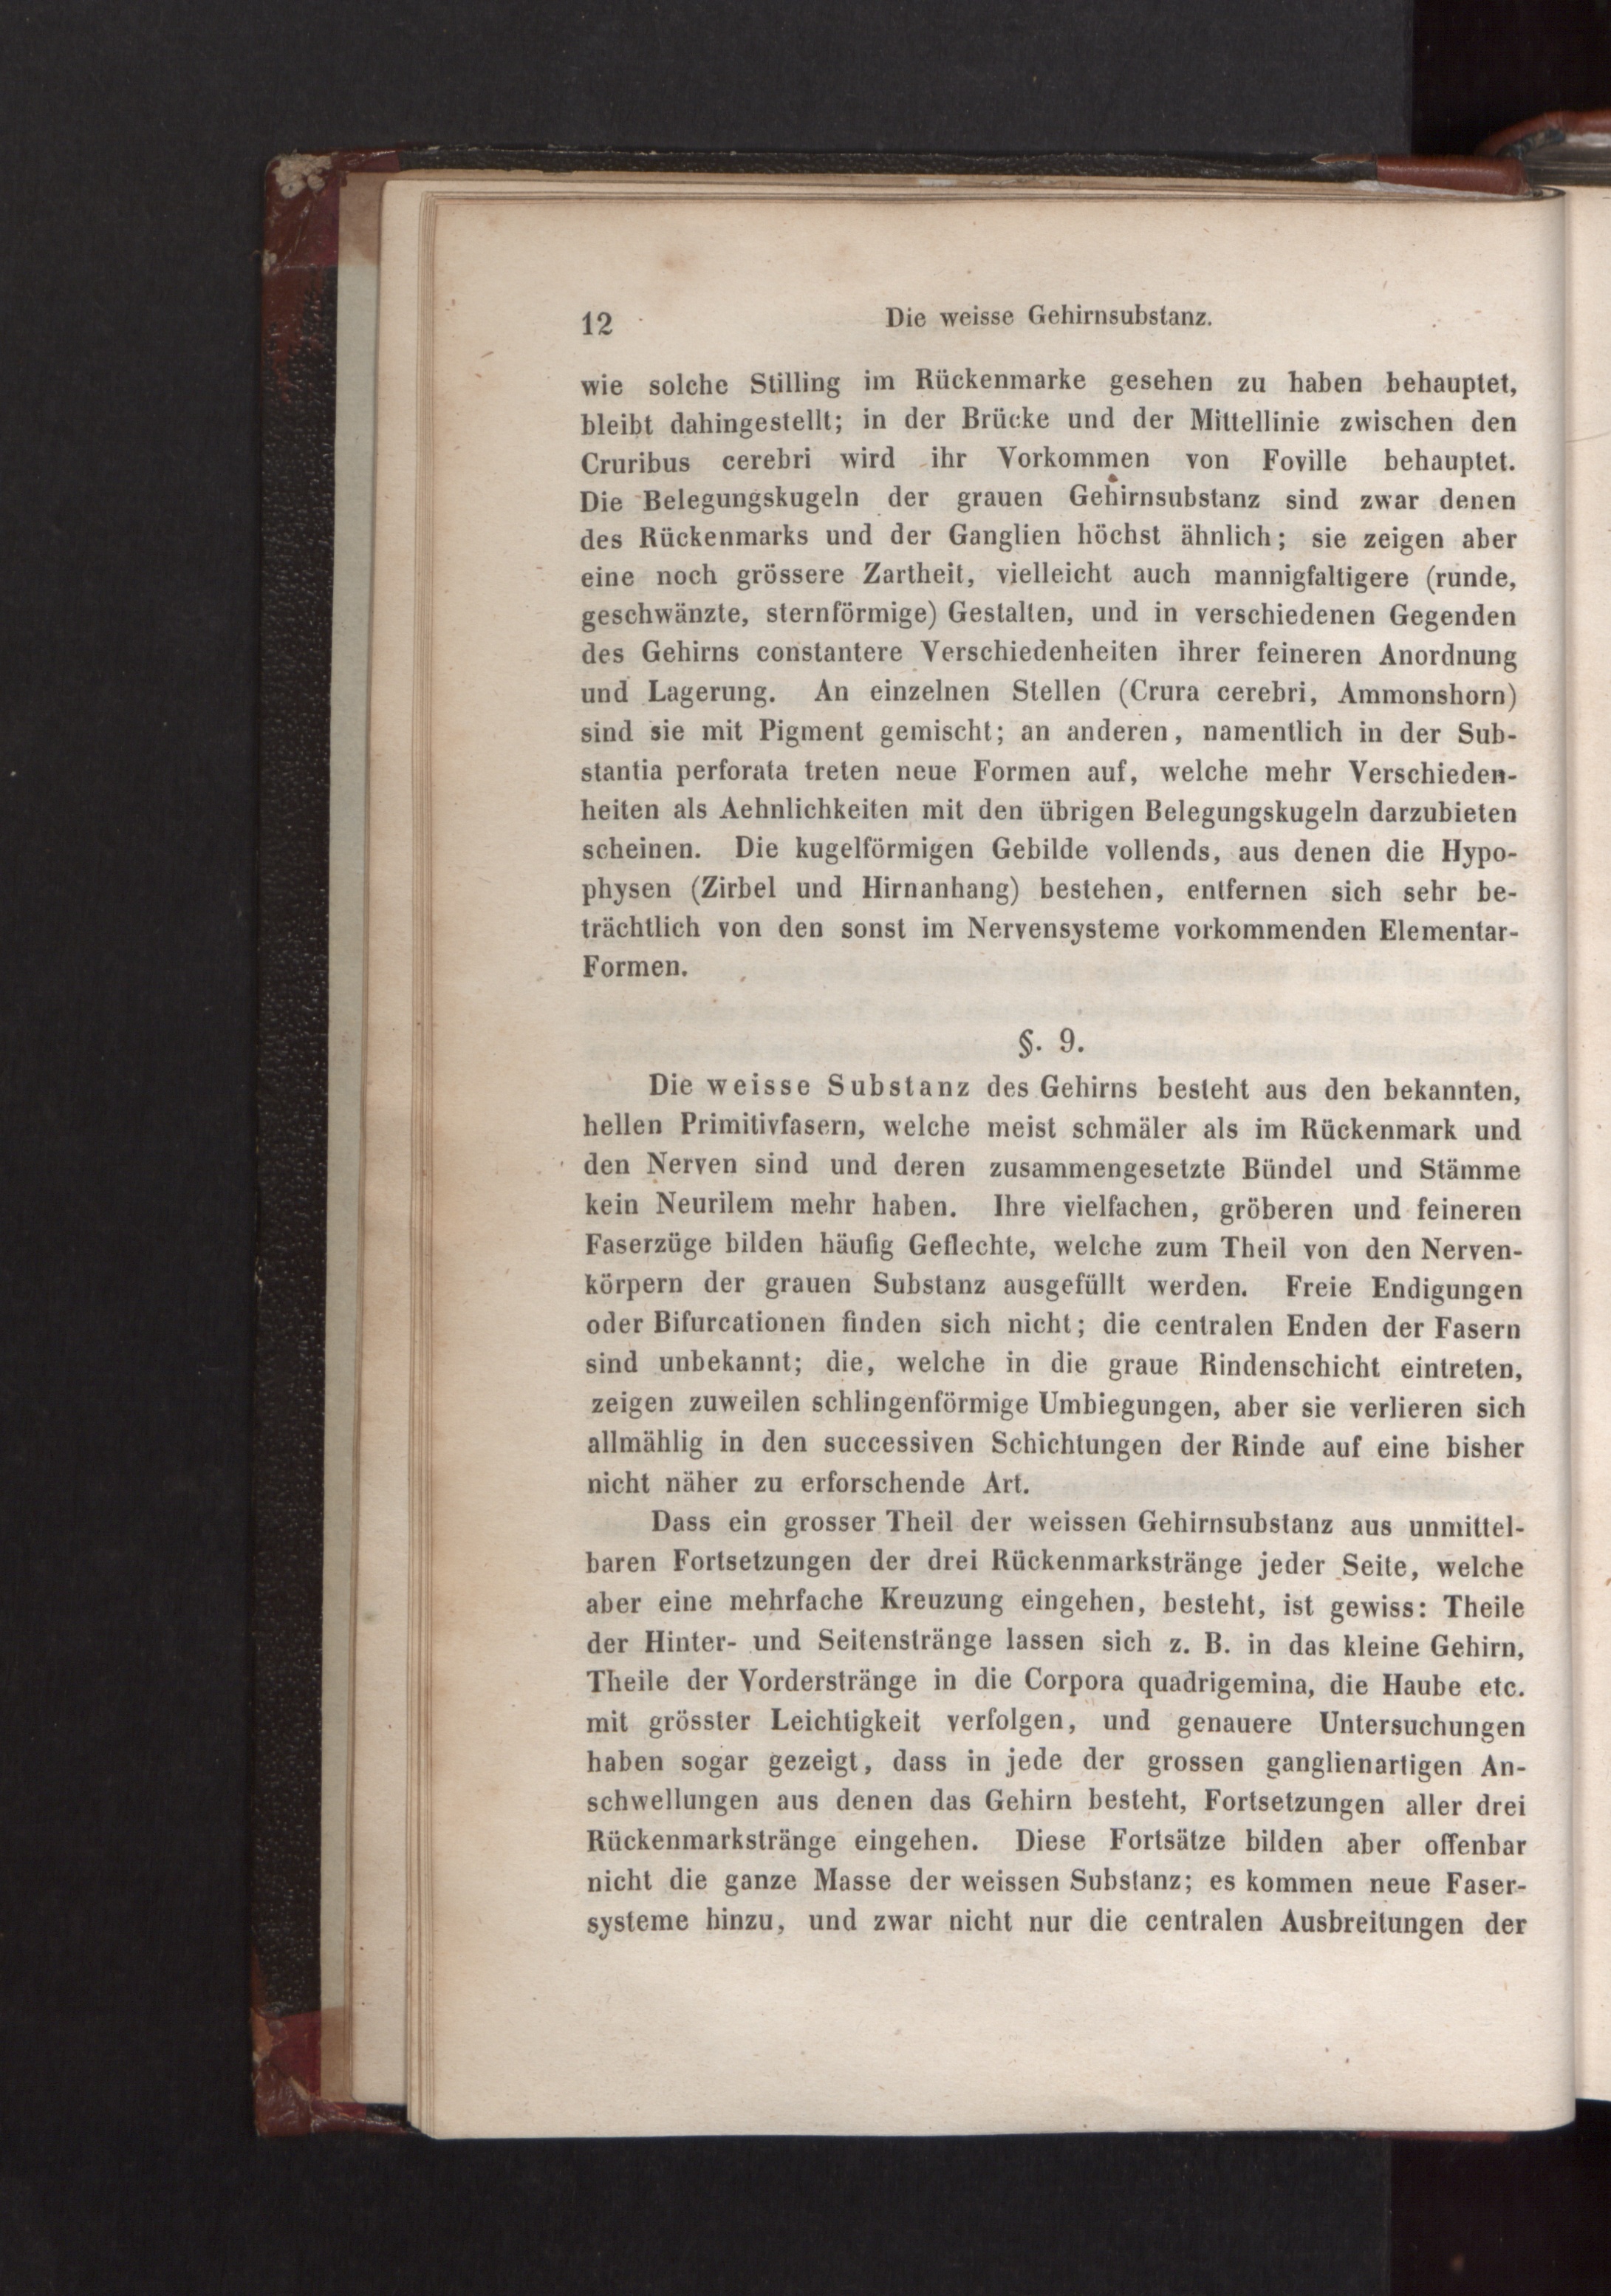 12
Die weisse Gehirnsubstanz.
wie solche Stilling im Rückenmarke gesehen zu haben behauptet,
bleibt dahingestellt; in der Brücke und der Mittellinie zwischen den
Cruribus cerebri wird ihr Vorkommen von Foville behauptet.
Die Belegungskugeln der grauen Gehirnsubstanz sind zwar denen
des Rückenmarks und der Ganglien höchst ähnlich; sie zeigen aber
eine noch grössere Zartheit, vielleicht auch mannigfaltigere (runde,
geschwänzte, sternförmige) Gestalten, und in verschiedenen Gegenden
des Gehirns constantere Verschiedenheiten ihrer feineren Anordnung
und Lagerung. An einzelnen Stellen (Crura cerebri, Ammonshorn)
sind sie mit Pigment gemischt; an anderen, namentlich in der Sub-
stantia perforata treten neue Formen auf, welche mehr Verschieden-
heiten als Aehnlichkeiten mit den übrigen Belegungskugeln darzubieten
scheinen. Die kugelförmigen Gebilde vollends, aus denen die Hypo-
physen (Zirbel und Hirnanhang) bestehen, entfernen sich sehr be-
trächtlich von den sonst im Nervensysteme vorkommenden Elementar-
Formen.
§. 9.
Die weisse Substanz des Gehirns besteht aus den bekannten,
hellen Primitivfasern, welche meist schmäler als im Rückenmark und
den Nerven sind und deren zusammengesetzte Bündel und Stämme
kein Neurilem mehr haben. Ihre vielfachen, gröberen und feineren
Faserzüge bilden häufig Geflechte, welche zum Theil von den Nerven-
körpern der grauen Substanz ausgefüllt werden. Freie Endigungen
oder Bifurcationen finden sich nicht; die centralen Enden der Fasern
sind unbekannt; die, welche in die graue Rindenschicht eintreten,
zeigen zuweilen schlingenförmige Umbiegungen, aber sie verlieren sich
allmählig in den successiven Schichtungen der Rinde auf eine bisher
nicht näher zu erforschende Art.
Dass ein grosser Theil der weissen Gehirnsubstanz aus unmittel-
baren Fortsetzungen der drei Rückenmarkstränge jeder Seite, welche
aber eine mehrfache Kreuzung eingehen, besteht, ist gewiss: Theile
der Hinter- und Seitenstränge lassen sich z. B. in das kleine Gehirn,
Theile der Vorderstränge in die Corpora quadrigemina, die Haube etc.
mit grösster Leichtigkeit verfolgen, und genauere Untersuchungen
haben sogar gezeigt, dass in jede der grossen ganglienartigen An-
schwellungen aus denen das Gehirn besteht, Fortsetzungen aller drei
Rückenmarkstränge eingehen. Diese Fortsätze bilden aber offenbar
nicht die ganze Masse der weissen Substanz; es kommen neue Faser-
systeme hinzu, und zwar nicht nur die centralen Ausbreitungen der